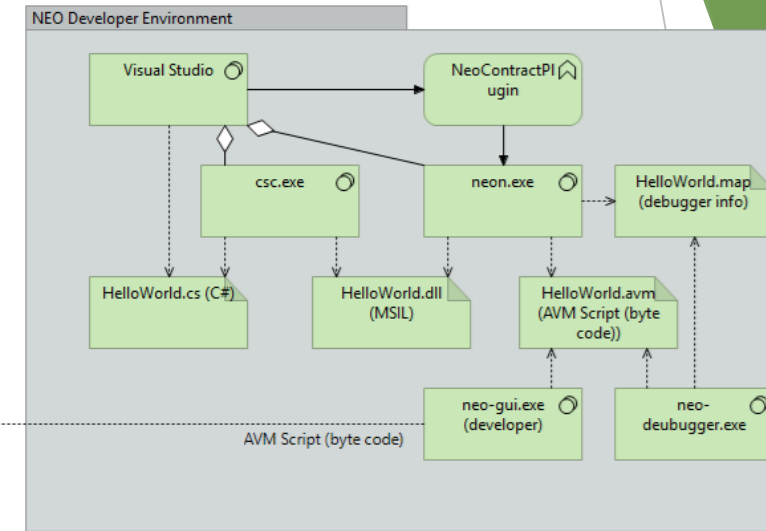 NEO Developer Environment
Visual Studio
NeoContractPl
ugin
csc.exe
neon.exe
HelloWorld.map
(debugger info)
HelloWorld.cs (C#)
HelloWorld.dll
(MSIL)
HelloWorld.avm
(AVM Script (byte
code))
neo-gui.exe
(developer)
neo-
deubugger.exe
AVM Script (byte code)